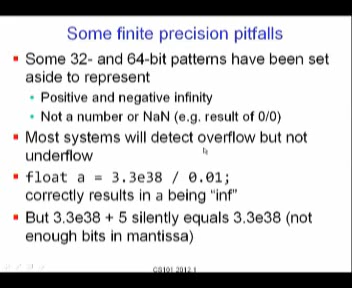 Some finite precision pitfalls
Some 32- and 64-bit patterns have been set
aside to represent
Positive and negative infinity
Not a number or NaN (e.g. result of 0/0)
Most systems will detect overflow but not
underflow
float a = 3.3e38 / 0.01;
correctly results in a being "inf"
But 3.3e38 + 5 silently equals 3.3e38 (not
enough bits in mantissa)
CS101 2012.1